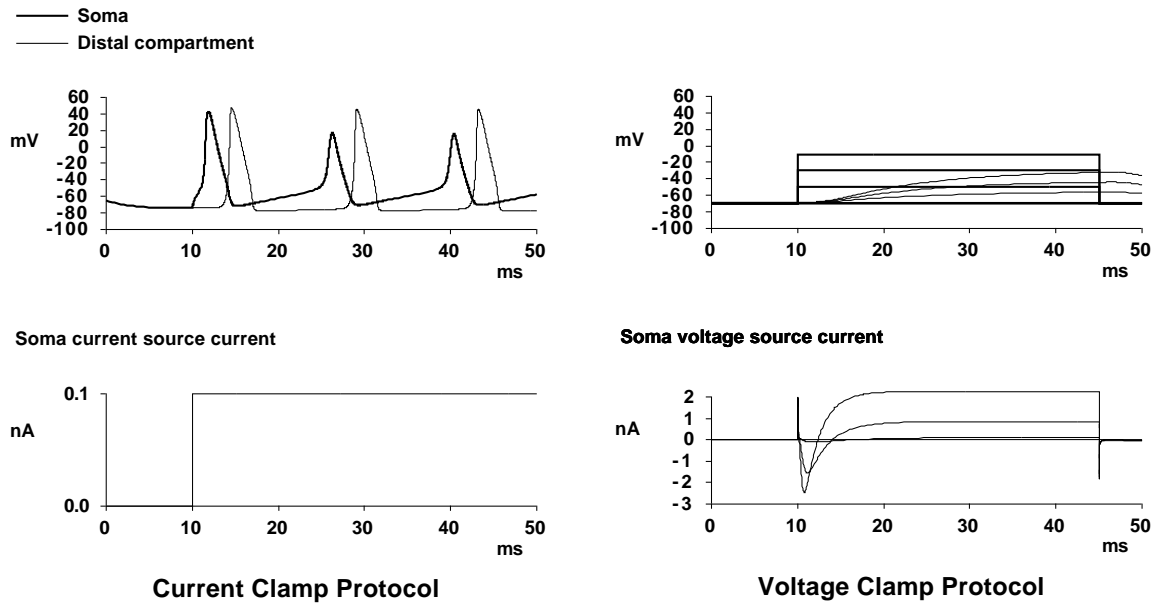 Soma
Distal compartment
60
40
20
0
-20
-40
-60
-80
-100
mV
0 10 20 30 40 50
ms
60
40
20
0
-20
-40
-60
-80
-100
mV
0 10 20 30 40 50
ms
Soma current source current
0.1
nA
0.0
0 10 20 30 40 50
ms
Current Clamp Protocol
Soma voltage source current
2
1
0
-1
-2
-3
nA
0 10 20 30 40 50
ms
Voltage Clamp Protocol